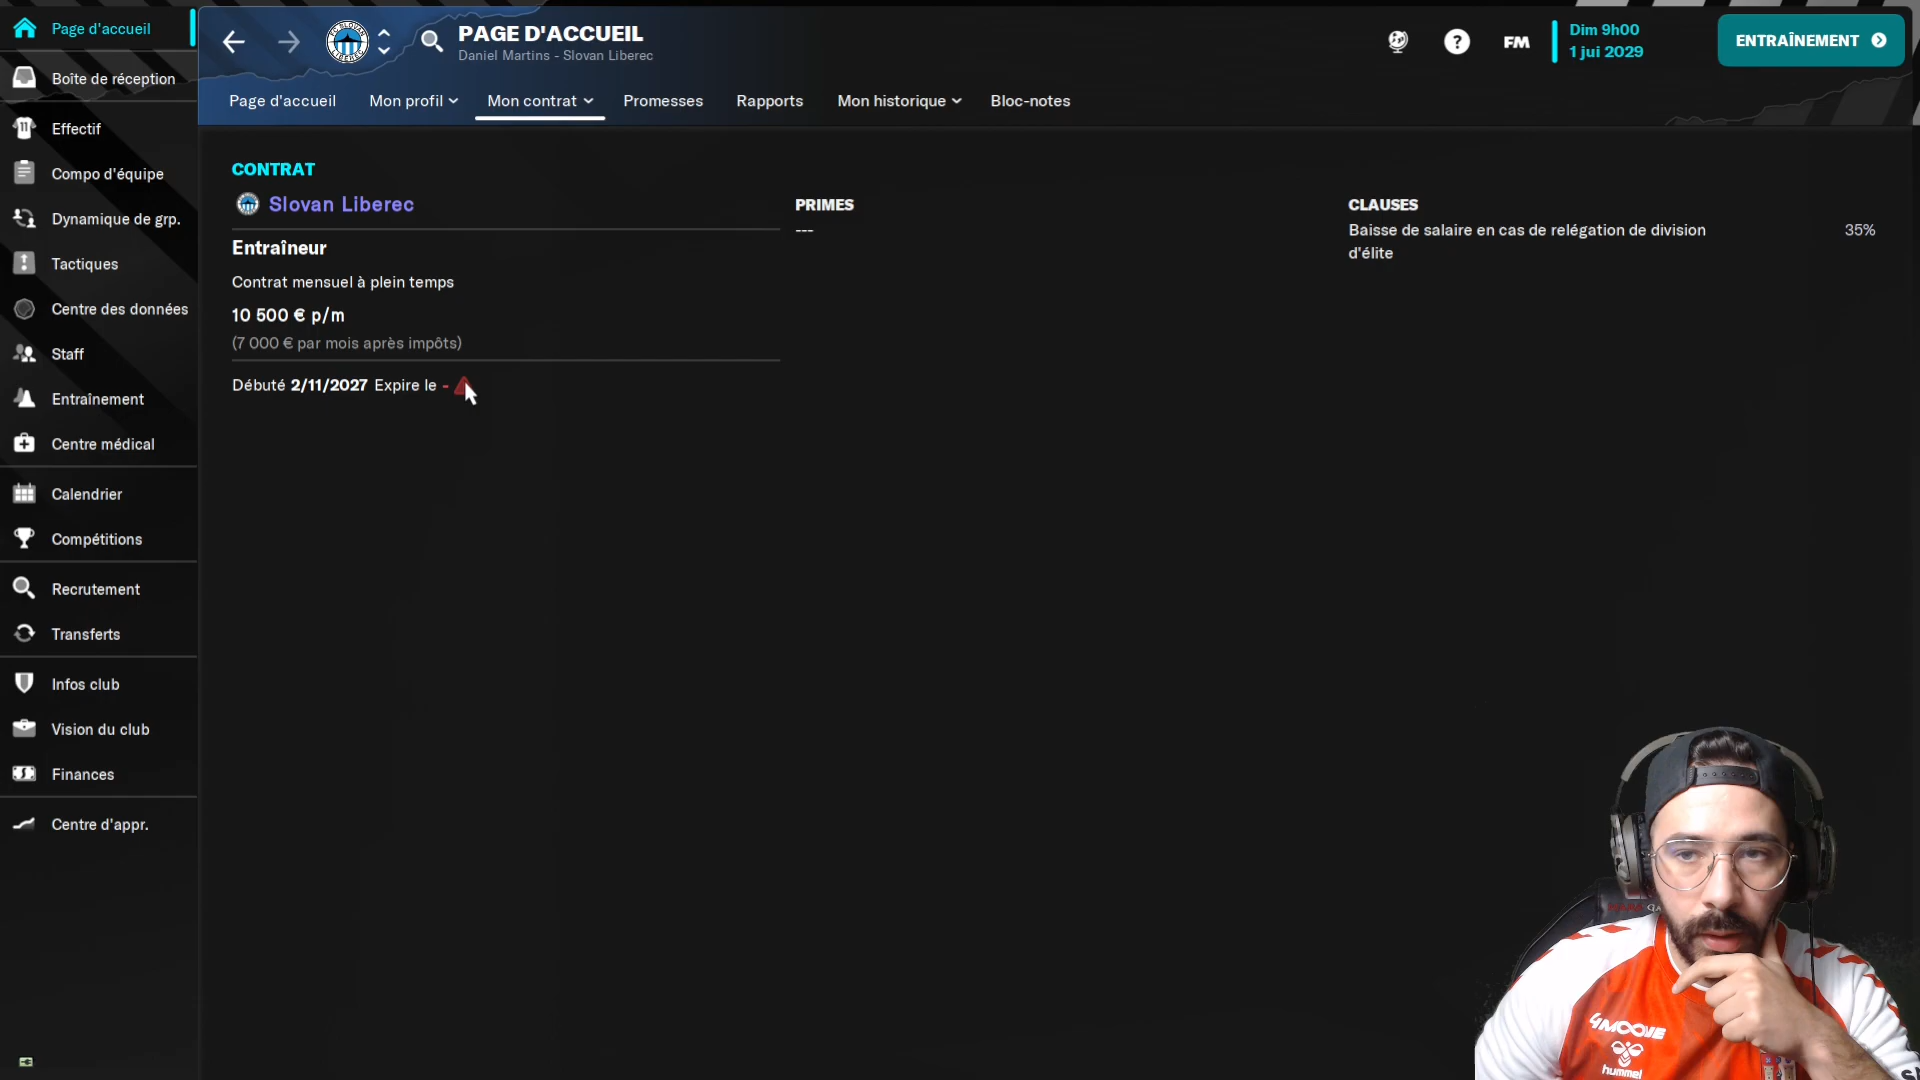 Page d'accueil
Boîte de réception
Effectif
Compo d'équipe
Dynamique de grp.
Tactiques
Centre des données
Staff
Entraînement
Centre médical
Calendrier
Compétitions
Recrutement
Transferts
Infos club
Vision du club
Finances
Centre d'appr.
PAGE D'ACCUEIL
Daniel Martins - Slovan Liberec
FM
Dim 9h00
1 jui 2029
ENTRAÎNEMENT
Page d'accueil
Mon profil
Mon contrat
Promesses
Rapports
Mon historique
Bloc-notes
CONTRAT
Slovan Liberec
Entraîneur
Contrat mensuel à plein temps
10 500 € p/m
(7 000 € par mois après impôts)
Débuté 2/11/2027 Expire le -
PRIMES
---
CLAUSES
Baisse de salaire en cas de relégation de division
d'élite
35%
4MOOVE
hummel